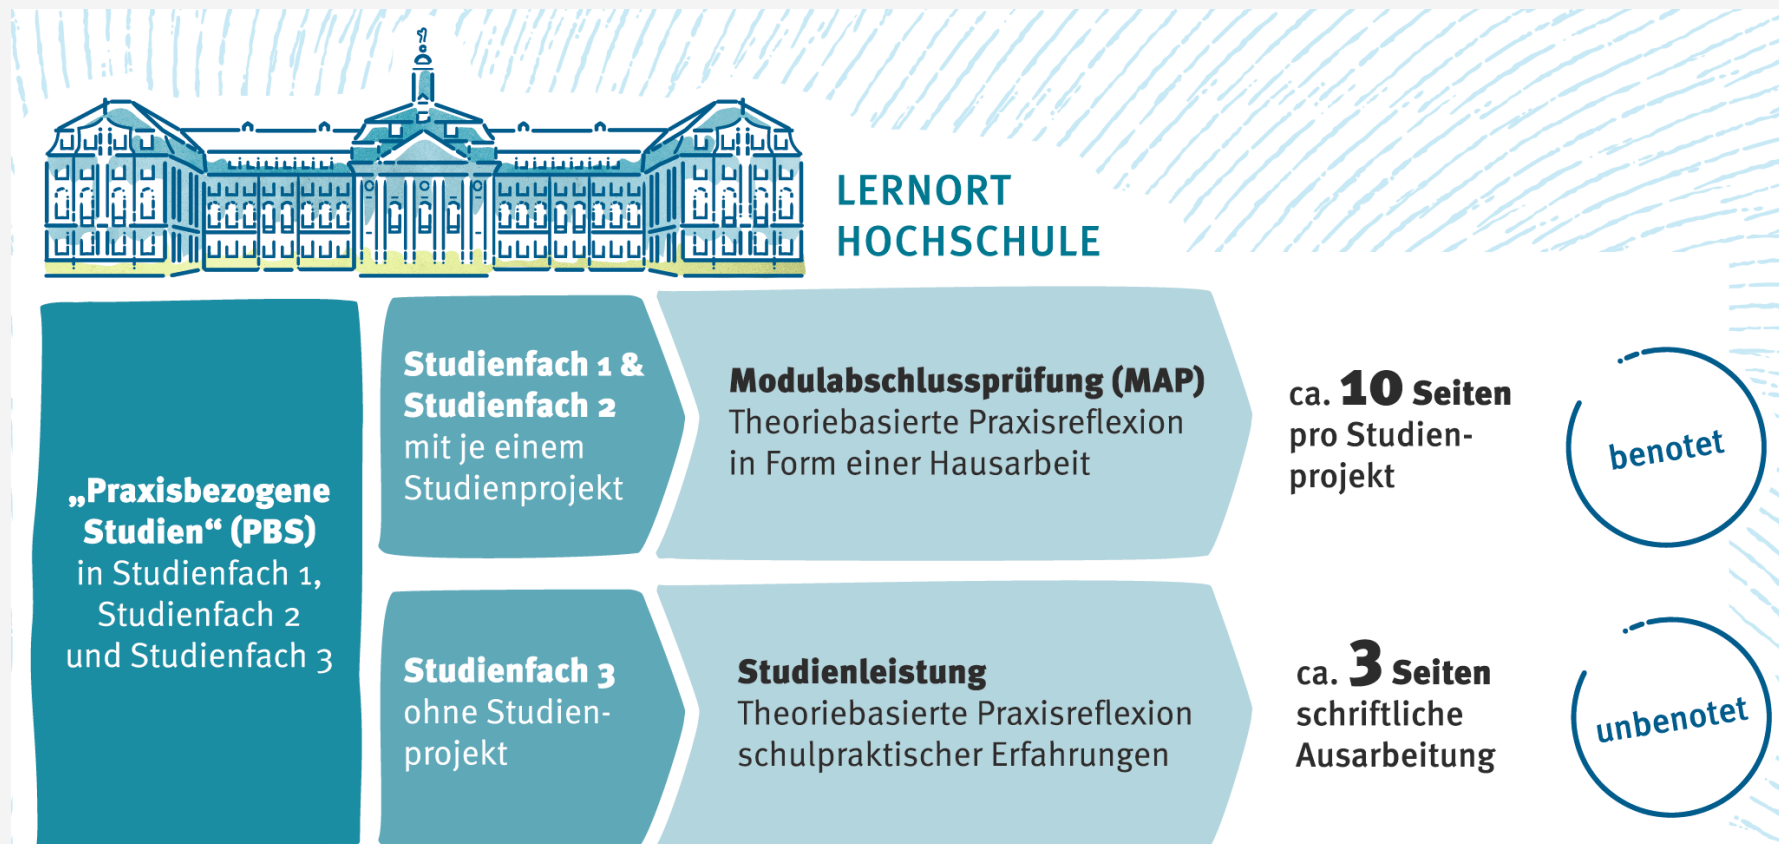 LERNORT
HOCHSCHULE
„Praxisbezogene
Studien“ (PBS)
in Studienfach 1,
Studienfach 2
und Studienfach 3
Studienfach 1 &
Studienfach 2
mit je einem
Studienprojekt
Modulabschlussprüfung (MAP)
Theoriebasierte Praxisreflexion
in Form einer Hausarbeit
ca. 10 Seiten
pro Studien-
projekt
benotet
Studienfach 3
ohne Studien-
projekt
Studienleistung
Theoriebasierte Praxisreflexion
schulpraktischer Erfahrungen
ca. 3 Seiten
schriftliche
Ausarbeitung
unbenotet